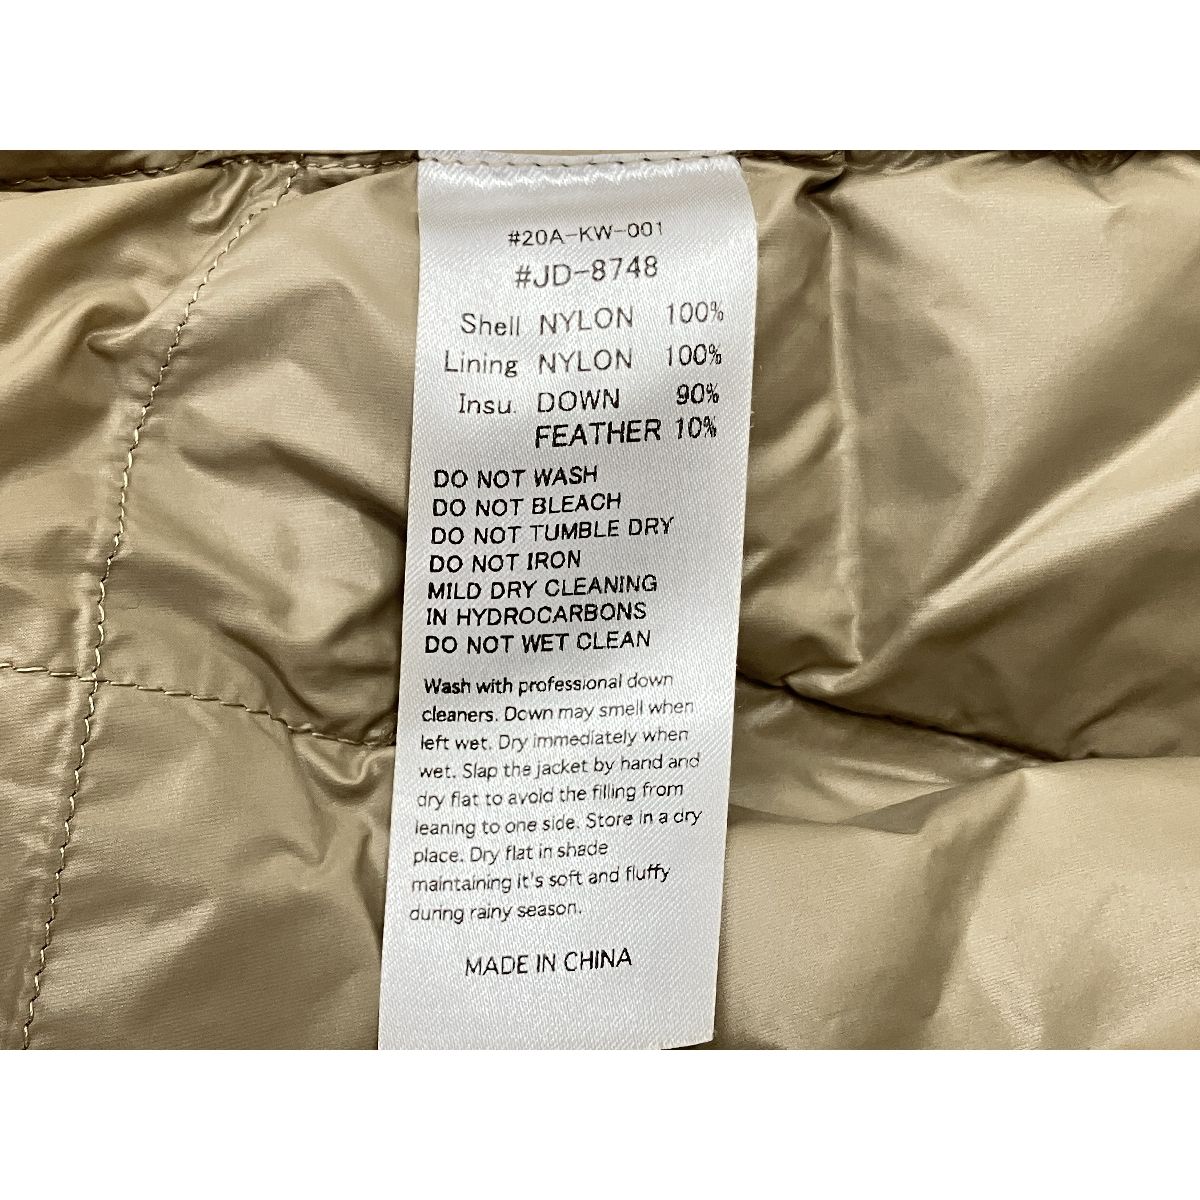 #20A-KW-001
#JD-8748
Shell NYLON 100%
Lining NYLON 100%
Insu. DOWN 90%
FEATHER 10%
DO NOT WASH
DO NOT BLEACH
DO NOT TUMBLE DRY
DO NOT IRON
MILD DRY CLEANING
IN HYDROCARBONS
DO NOT WET CLEAN
Wash with professional down
cleaners. Down may smell when
left wet. Dry immediately when
wet. Slap the jacket by hand and
dry flat to avoid the filling from
leaning to one side. Store in a dry
place. Dry flat in shade
maintaining it's soft and fluffy
during rainy season.
MADE IN CHINA